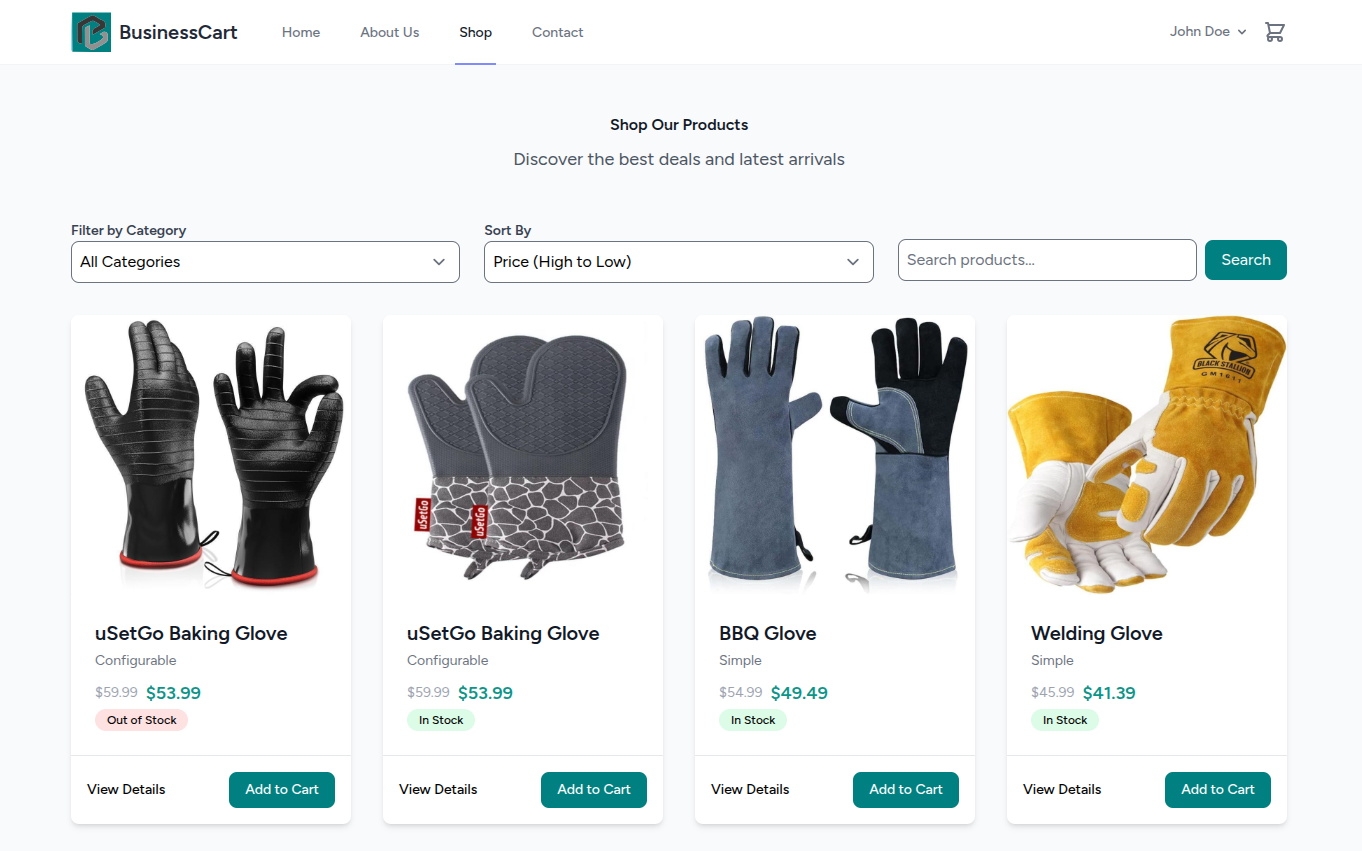 BusinessCart
Home
About Us
Shop
Contact
John Doe
Shop Our Products
Discover the best deals and latest arrivals
Filter by Category
All Categories
Sort By
Price (High to Low)
Search products...
Search
uSetGo
uSetGo
BLACK STALLION
GM1611
uSetGo Baking Glove
Configurable
$59.99 $53.99
Out of Stock
View Details
Add to Cart
uSetGo Baking Glove
Configurable
$59.99 $53.99
In Stock
View Details
Add to Cart
BBQ Glove
Simple
$54.99 $49.49
In Stock
View Details
Add to Cart
Welding Glove
Simple
$45.99 $41.39
In Stock
View Details
Add to Cart